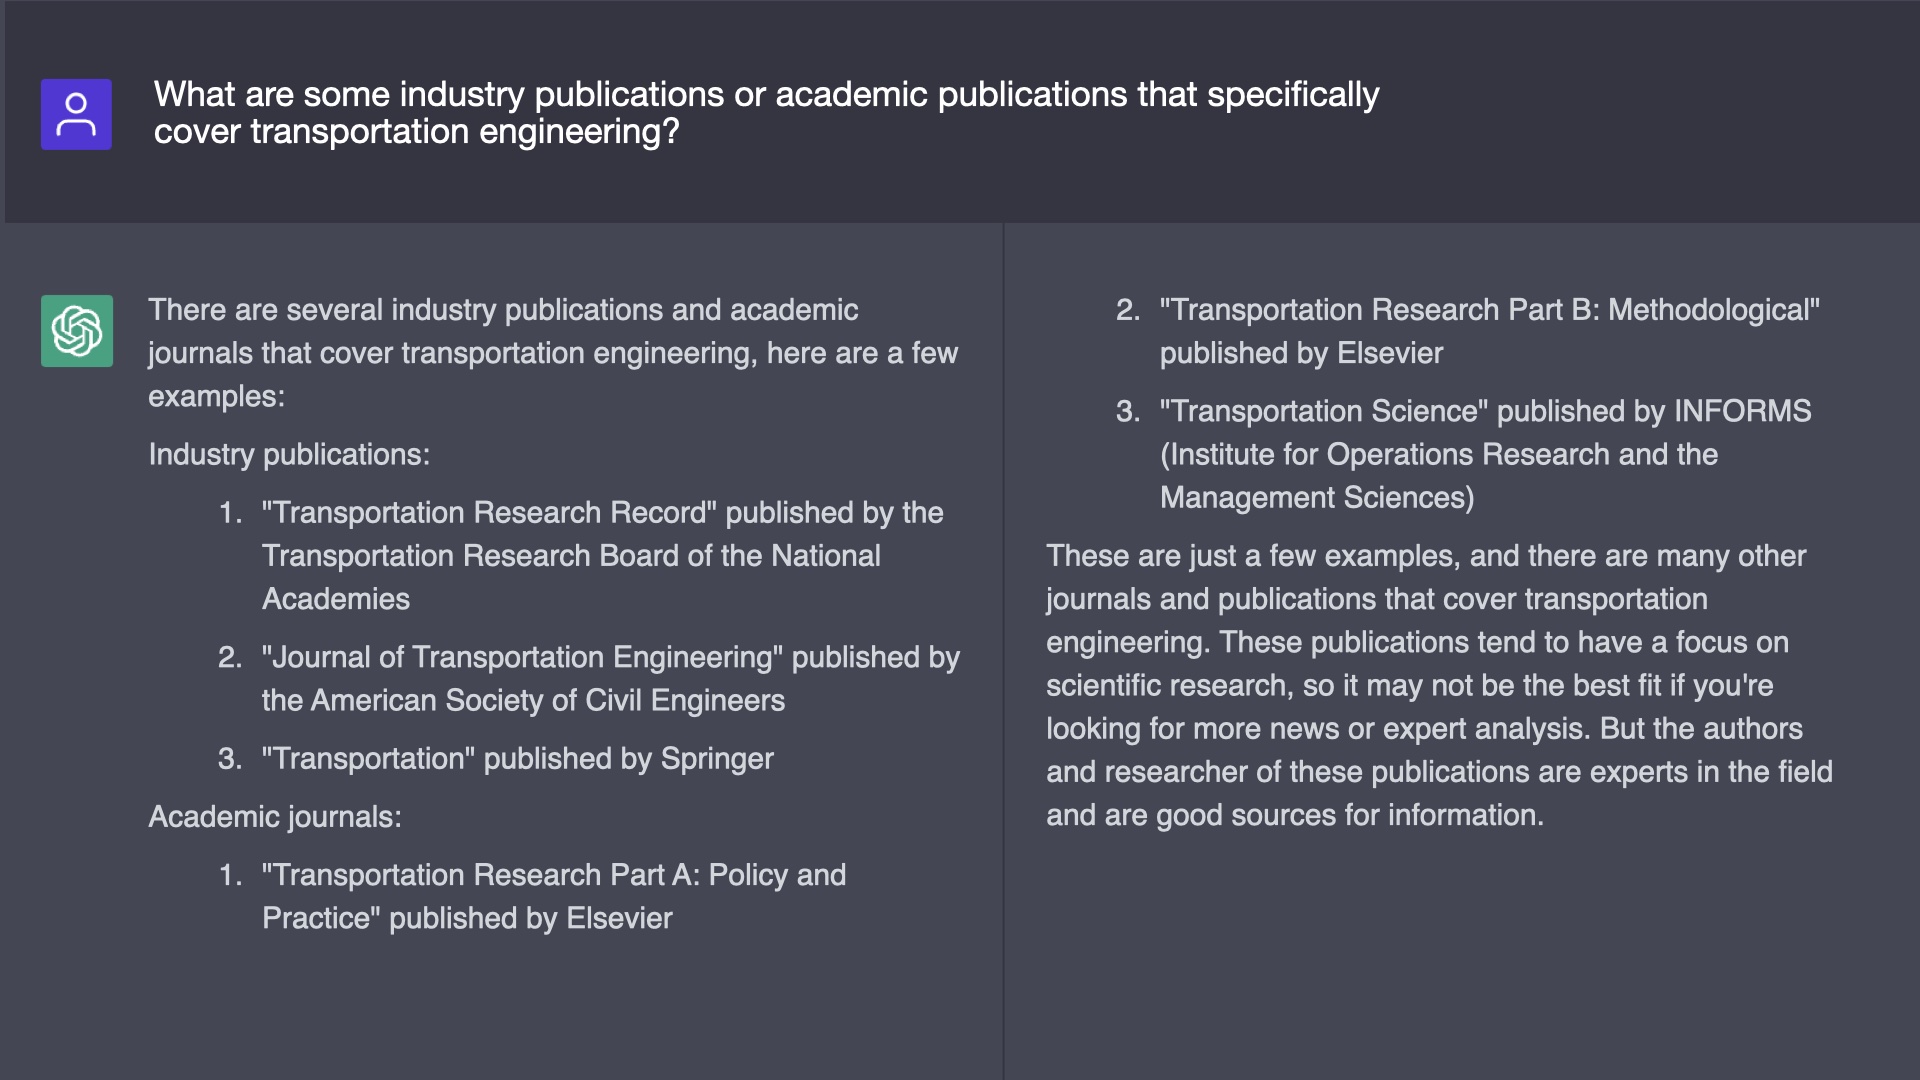 What are some industry publications or academic publications that specifically
cover transportation engineering?
There are several industry publications and academic
journals that cover transportation engineering, here are a few
examples:
Industry publications:
1. "Transportation Research Record" published by the
Transportation Research Board of the National
Academies
2. "Journal of Transportation Engineering" published by
the American Society of Civil Engineers
3. "Transportation" published by Springer
Academic journals:
1. "Transportation Research Part A: Policy and
Practice" published by Elsevier
2. "Transportation Research Part B: Methodological"
published by Elsevier
3. "Transportation Science" published by INFORMS
(Institute for Operations Research and the
Management Sciences)
These are just a few examples, and there are many other
journals and publications that cover transportation
engineering. These publications tend to have a focus on
scientific research, so it may not be the best fit if you're
looking for more news or expert analysis. But the authors
and researcher of these publications are experts in the field
and are good sources for information.